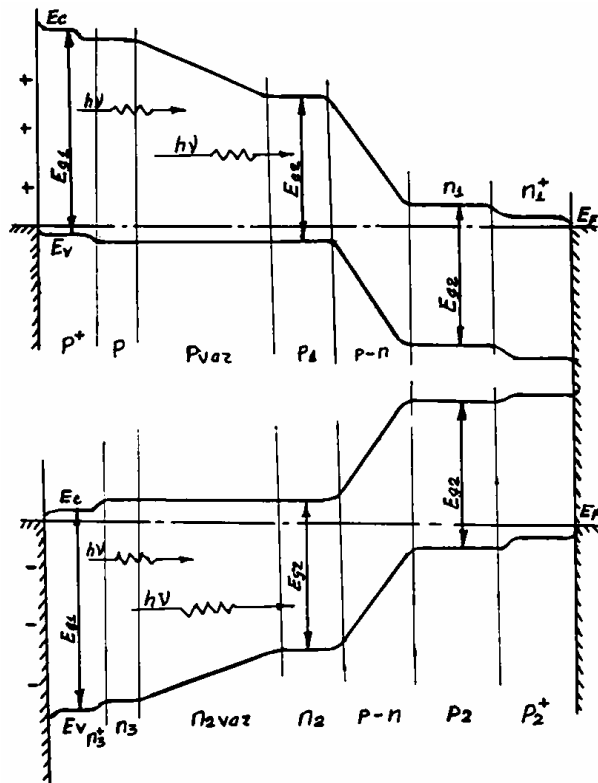 Ec
+
hν
+
hν
Eg1
Eg2
n1
n1+
+
EF
Ev
Eg2
p+ p pvaz p1 p-n
Ec
Eg2
EF
hν
–
Eg2
hν
–
Eg1
–
Ev n3+ n3 n2vaz n2 p-n p2 p2+